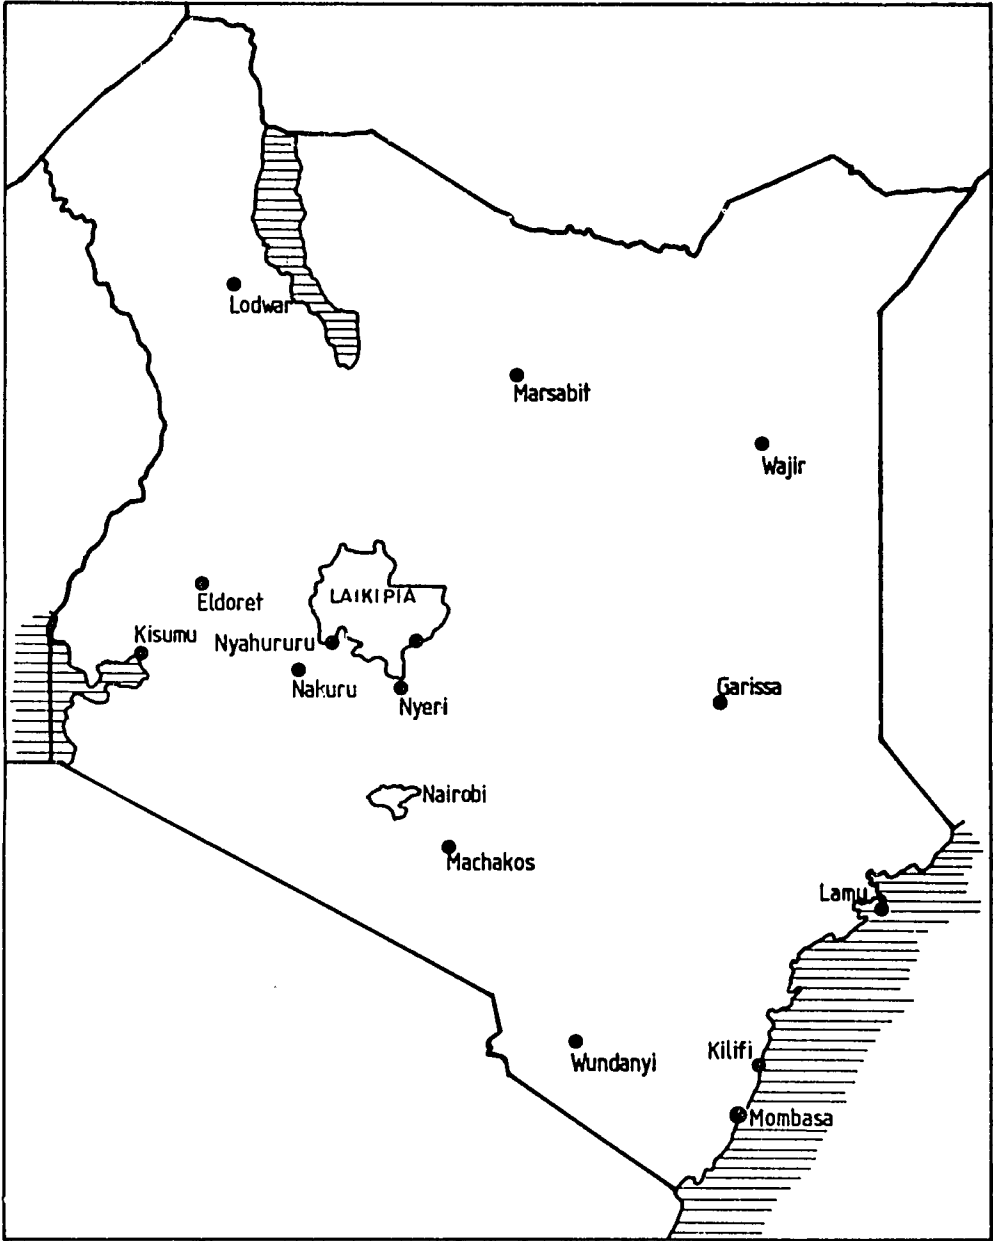 Lodwar
Marsabit
Wajir
LAIKIPIA
Eldoret
Kisumu
Nyahururu
Nakuru
Nyeri
Garissa
Nairobi
Machakos
Lamu
Wundanyi
Kilifi
Mombasa